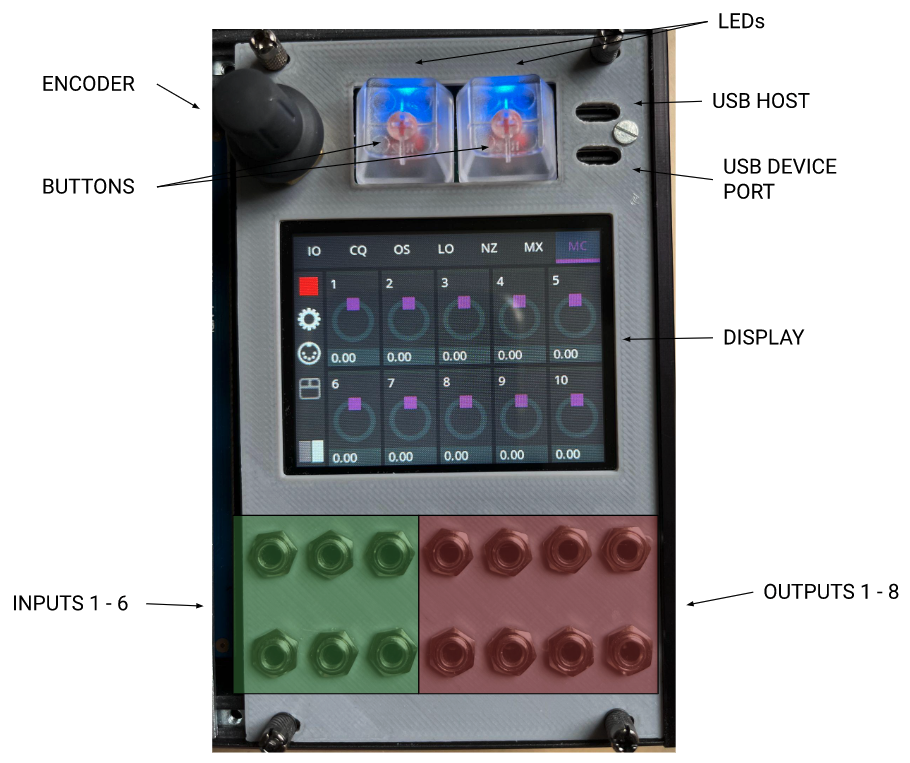 LEDs
ENCODER
USB HOST
BUTTONS
USB DEVICE
PORT
IO CQ OS LO NZ MX MC
1 2 3 4 5
0.00 0.00 0.00 0.00 0.00
6 7 8 9 10
0.00 0.00 0.00 0.00 0.00
DISPLAY
INPUTS 1 - 6
OUTPUTS 1 - 8